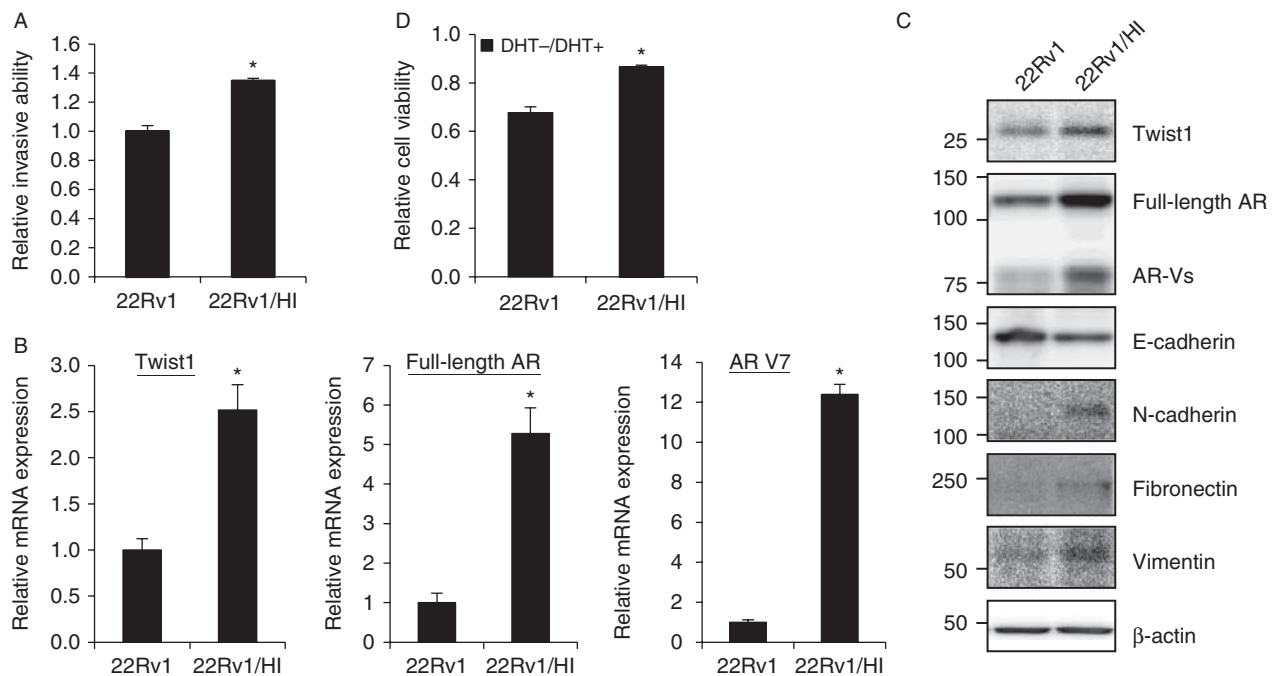 A
Relative invasive ability
1.6
1.4
1.2
1.0
0.8
0.6
0.4
0.2
0.0
*
22Rv1
22Rv1/HI
D
Relative cell viability
1.0
0.8
0.6
0.4
0.2
0.0
DHT–/DHT+
*
22Rv1
22Rv1/HI
B
Relative mRNA expression
3.0
2.5
2.0
1.5
1.0
0.5
0.0
Twist1
*
22Rv1
22Rv1/HI
Relative mRNA expression
7
6
5
4
3
2
1
0
Full-length AR
*
22Rv1
22Rv1/HI
Relative mRNA expression
14
12
10
8
6
4
2
0
AR V7
*
22Rv1
22Rv1/HI
C
22Rv1
22Rv1/HI
25
Twist1
150
100
75
Full-length AR
AR-Vs
150
100
E-cadherin
150
100
N-cadherin
250
Fibronectin
50
Vimentin
50
β-actin